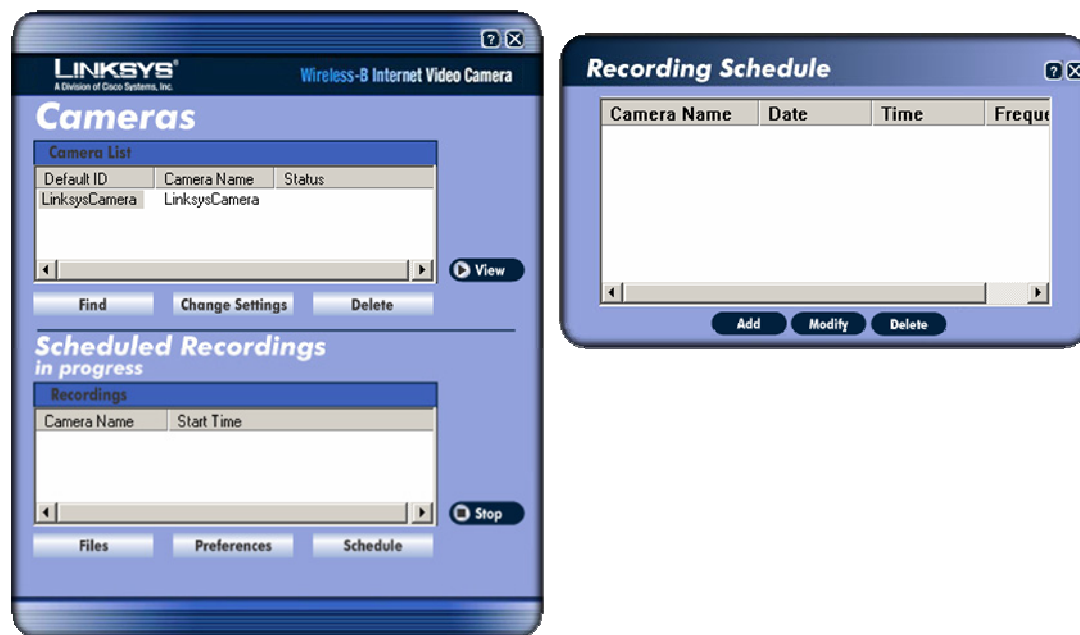 LINKSYS®
A Division of Cisco Systems, Inc.
Wireless-B Internet Video Camera
Cameras
Camera List
Default ID Camera Name Status
LinksysCamera LinksysCamera
View
Find Change Settings Delete
Scheduled Recordings
in progress
Recordings
Camera Name Start Time
Stop
Files Preferences Schedule
Recording Schedule
Camera Name Date Time Freque
Add Modify Delete